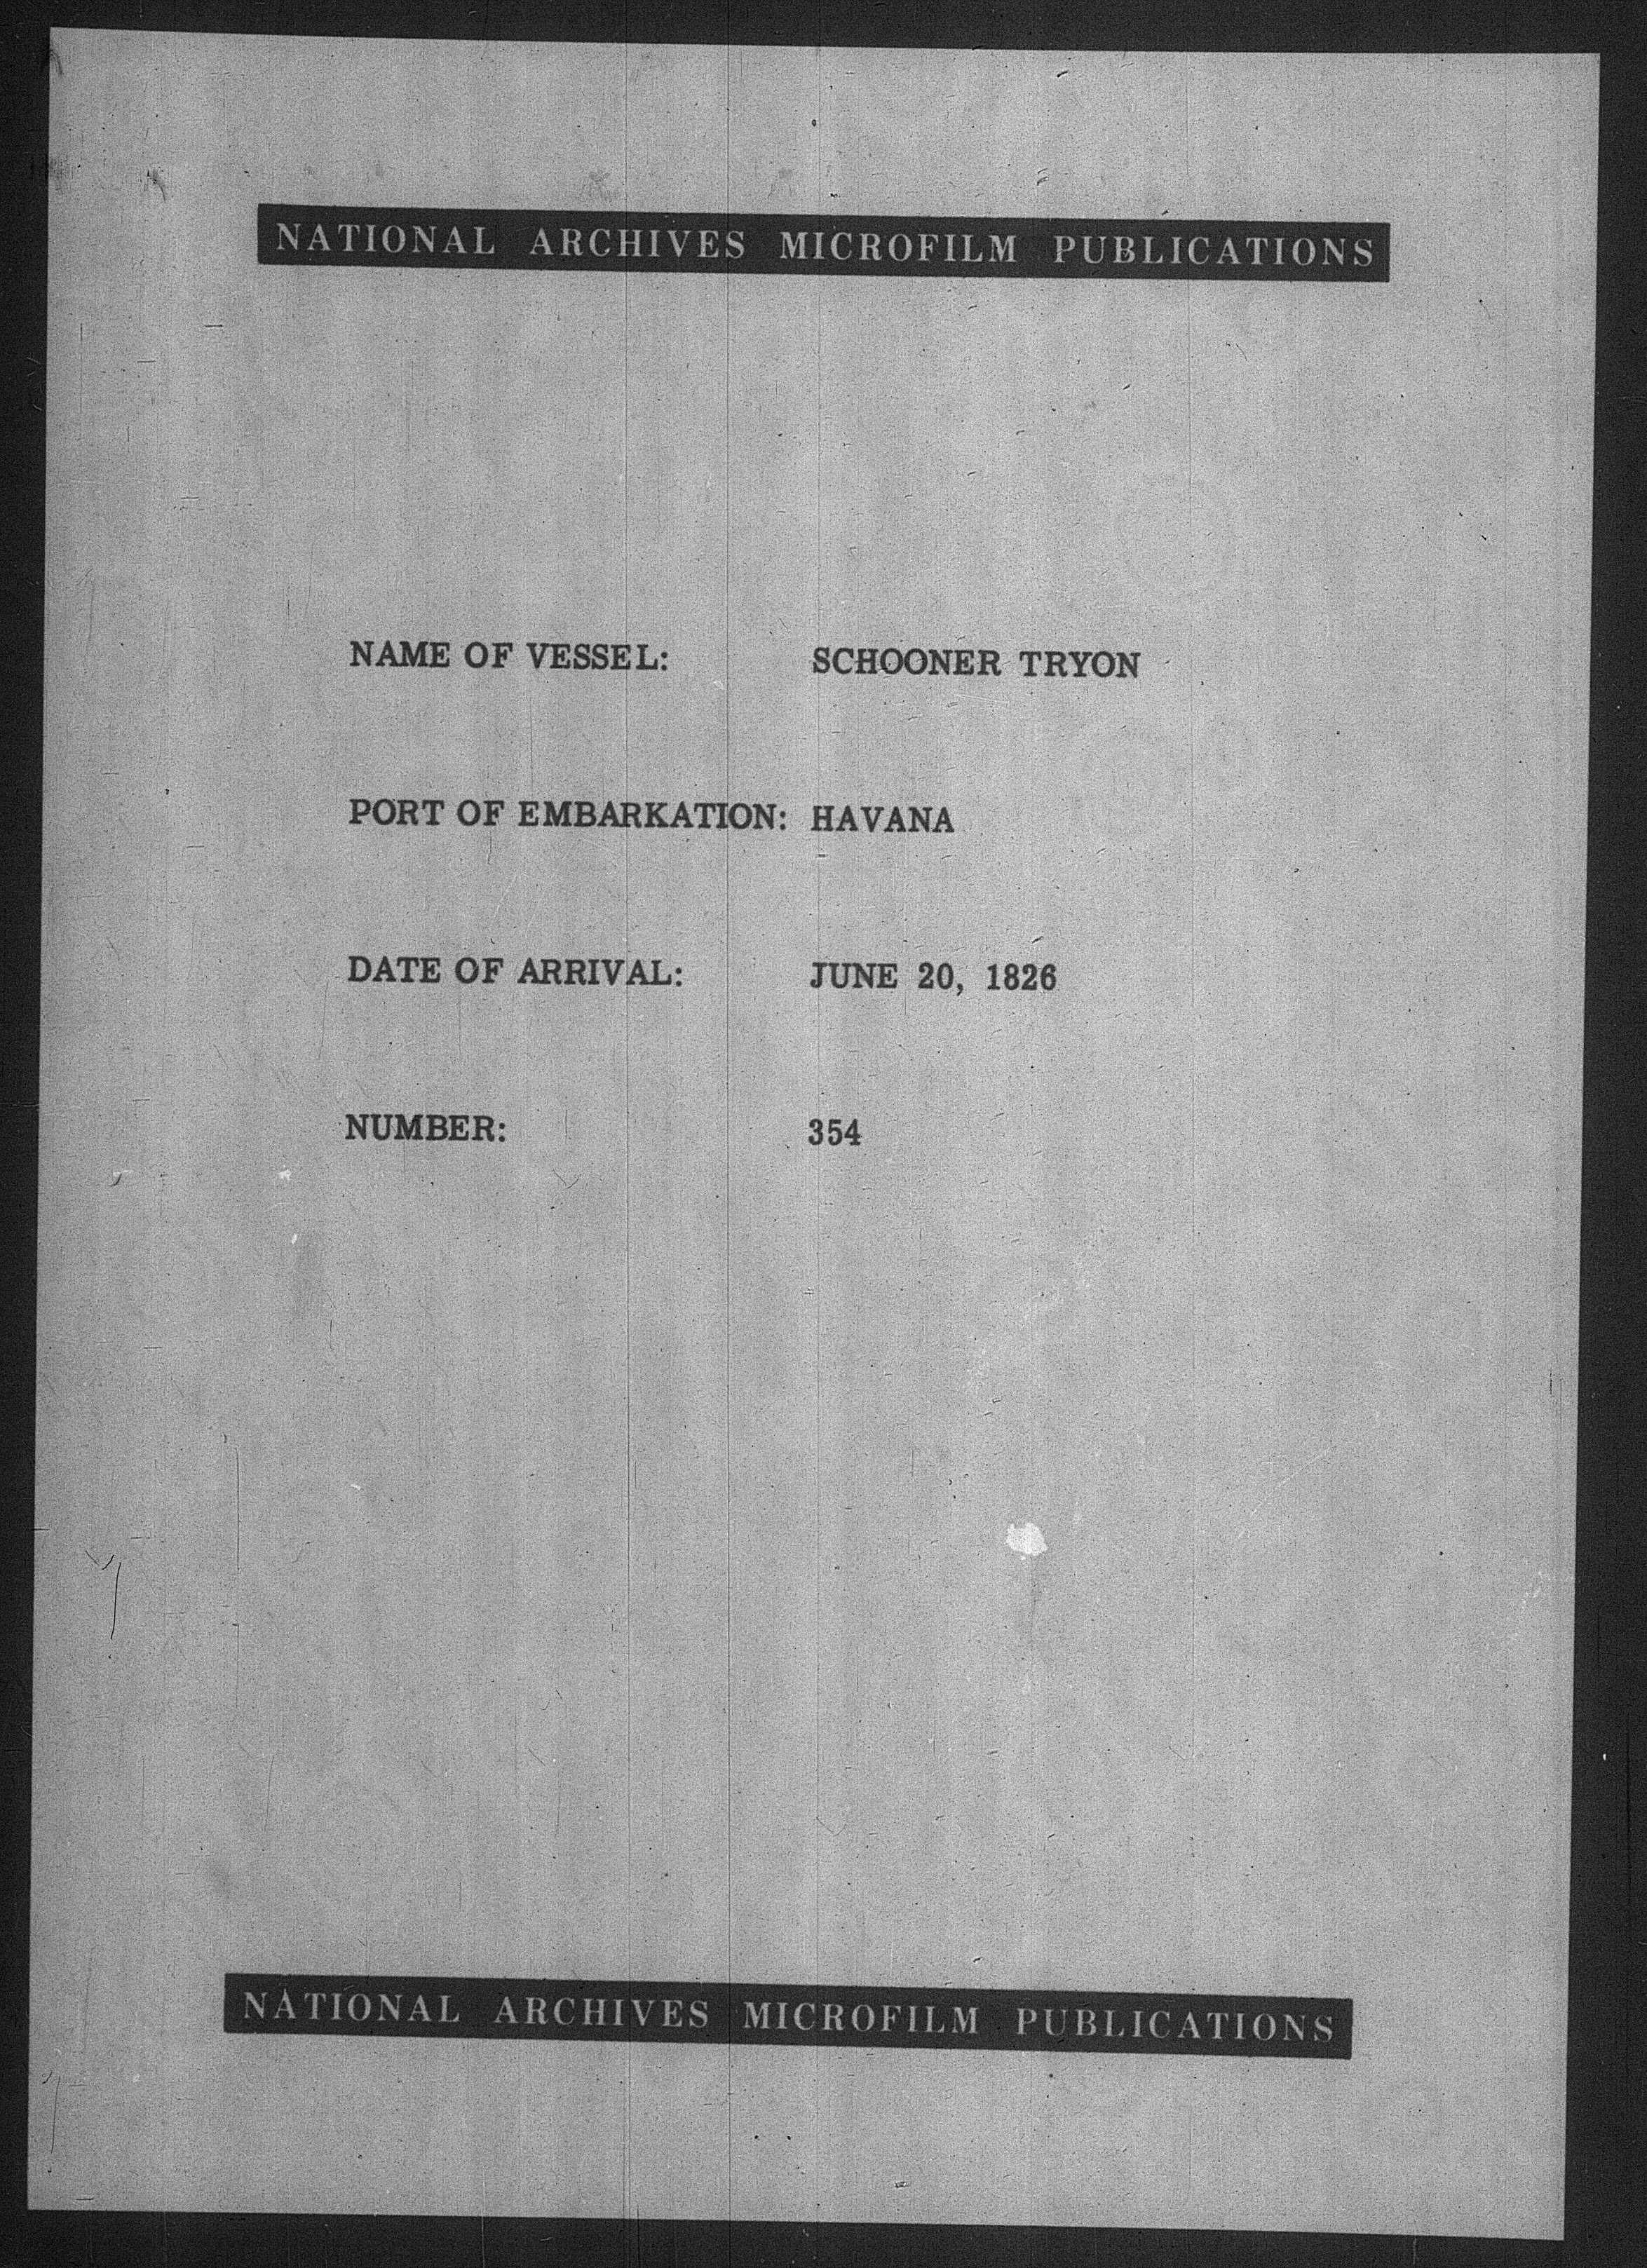 NATIONAL ARCHIVES MICROFILM PUBLICATIONS
NAME OF VESSEL: SCHOONER TRYON
PORT OF EMBARKATION: HAVANA
DATE OF ARRIVAL: JUNE 20, 1826
NUMBER: 354
NATIONAL ARCHIVES MICROFILM PUBLICATIONS